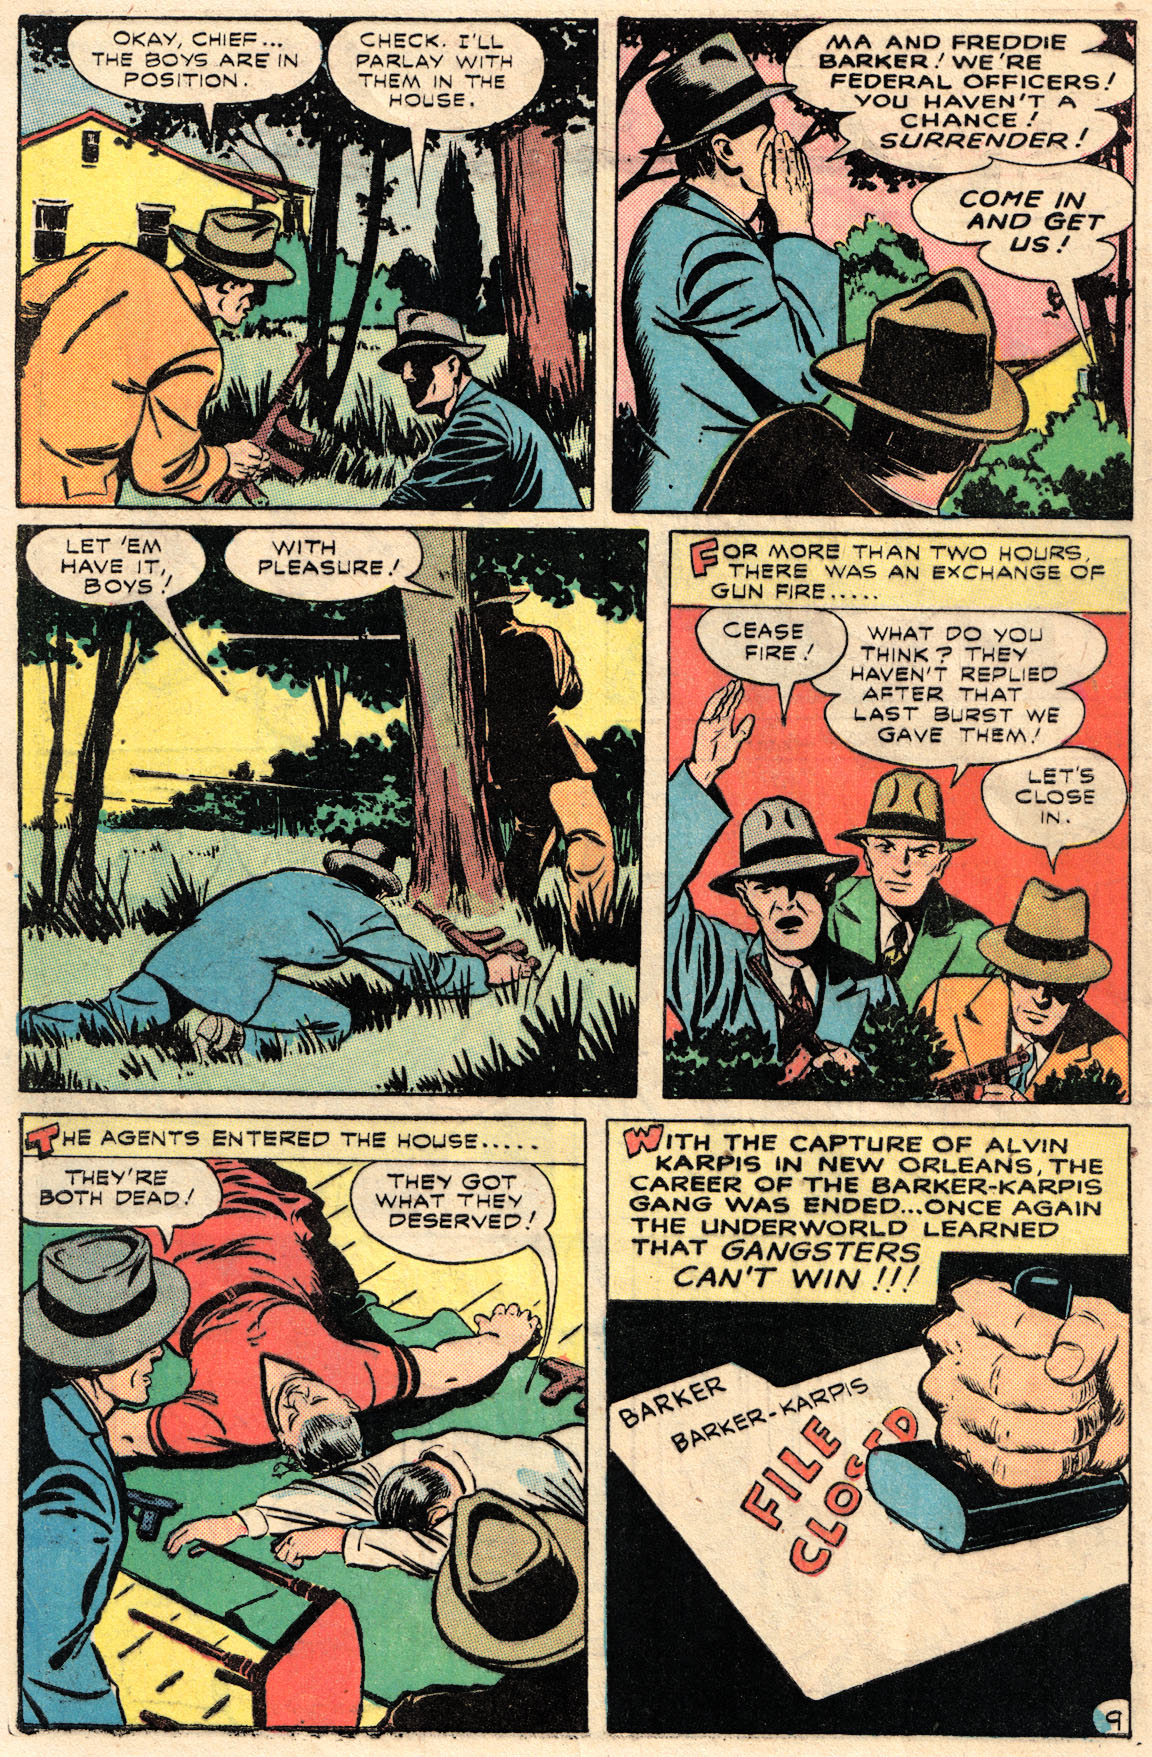 OKAY, CHIEF...
THE BOYS ARE IN
POSITION.
CHECK. I'LL
PARLAY WITH
THEM IN THE
HOUSE.
MA AND FREDDIE
BARKER! WE'RE
FEDERAL OFFICERS!
YOU HAVEN'T A
CHANCE!
SURRENDER!
COME IN
AND GET
US!
LET 'EM
HAVE IT,
BOYS!
WITH
PLEASURE!
FOR MORE THAN TWO HOURS,
THERE WAS AN EXCHANGE OF
GUN FIRE.....
CEASE
FIRE!
WHAT DO YOU
THINK? THEY
HAVEN'T REPLIED
AFTER THAT
LAST BURST WE
GAVE THEM!
LET'S
CLOSE
IN.
THE AGENTS ENTERED THE HOUSE.....
THEY'RE
BOTH DEAD!
THEY GOT
WHAT THEY
DESERVED!
WITH THE CAPTURE OF ALVIN
KARPIS IN NEW ORLEANS, THE
CAREER OF THE BARKER-KARPIS
GANG WAS ENDED...ONCE AGAIN
THE UNDERWORLD LEARNED
THAT GANGSTERS
CAN'T WIN!!!
BARKER
BARKER-KARPIS
FILE
CLOSED
9